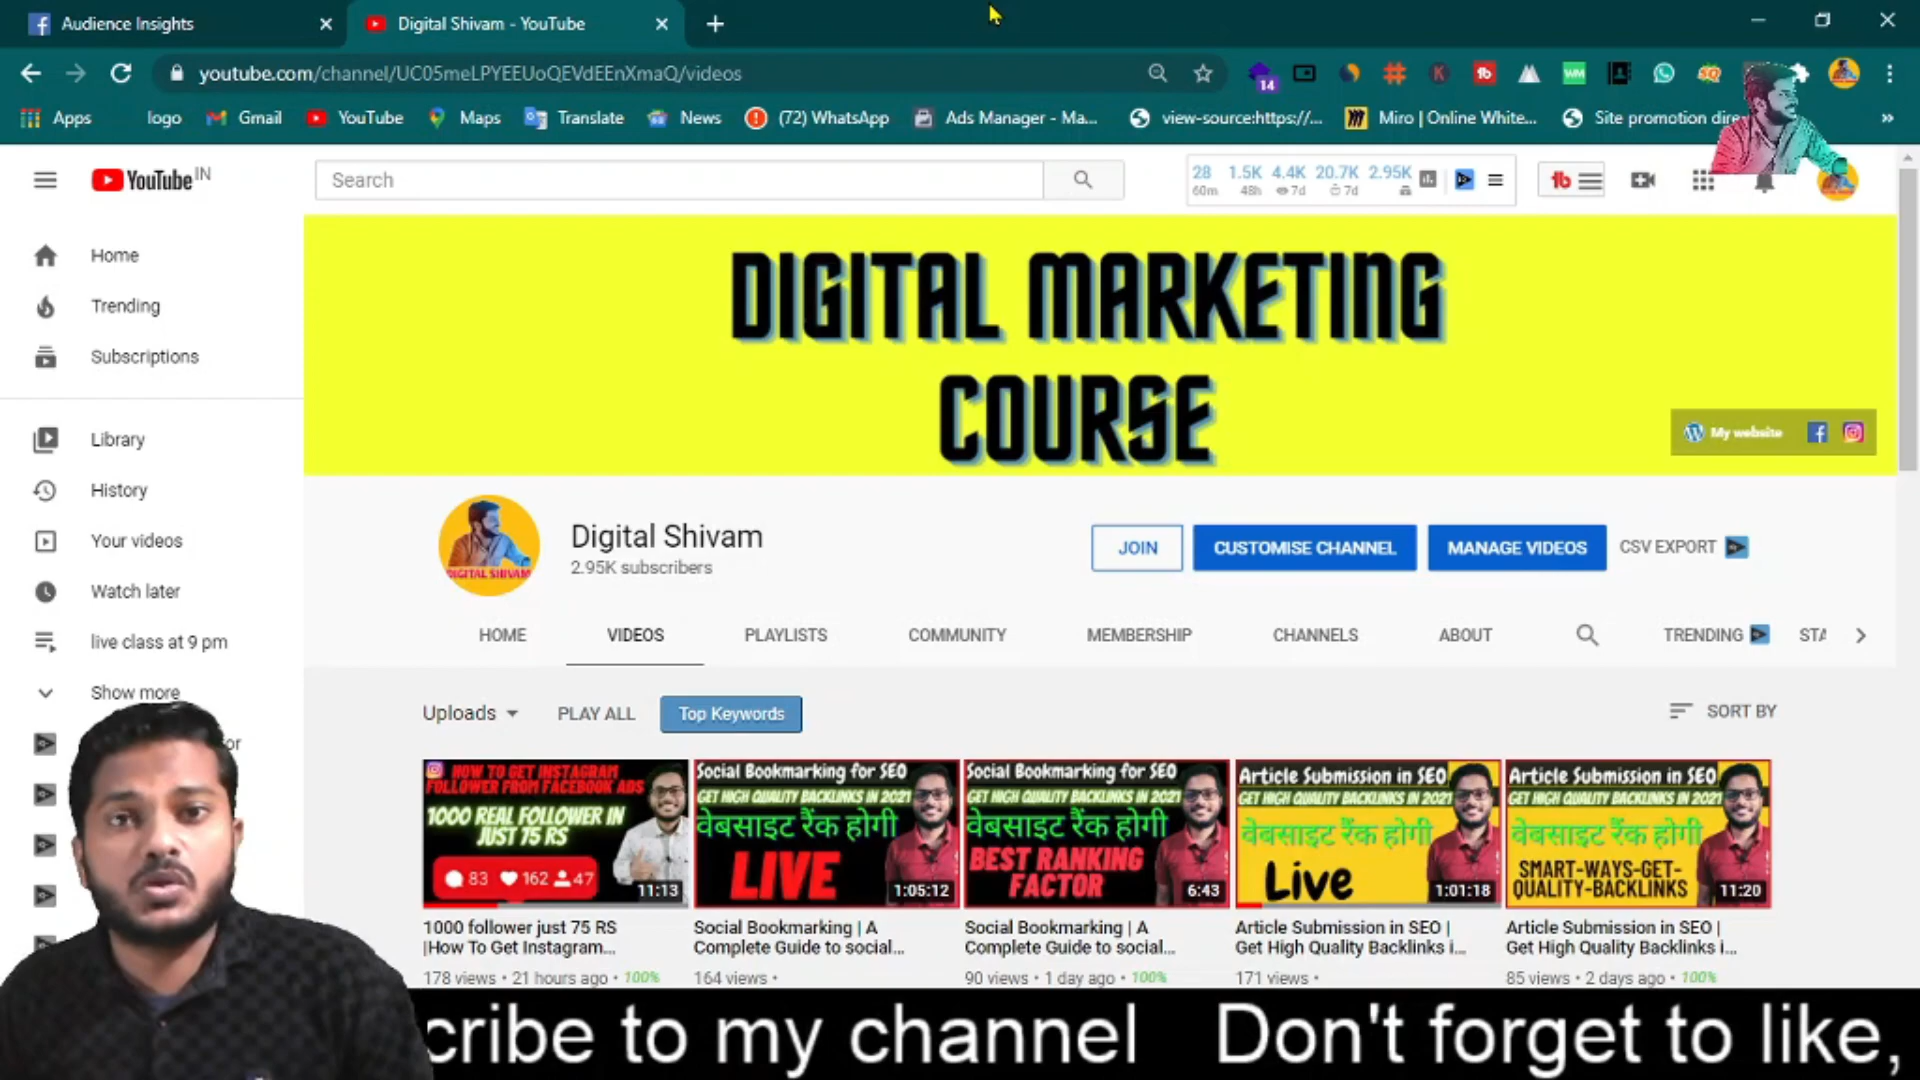 Audience Insights
Digital Shivam - YouTube
youtube.com/channel/UC05meLPYEEUoQEVdEEnXmaQ/videos
14
Apps
logo
Gmail
YouTube
Maps
Translate
News
(72) WhatsApp
Ads Manager - Ma...
view-source:https://...
Miro | Online White...
Site promotion dire
YouTube IN
Search
28 1.5K 4.4K 20.7K 2.95K
60m 48h 7d 7d
Home
Trending
Subscriptions
Library
History
Your videos
Watch later
live class at 9 pm
Show more
DIGITAL MARKETING
COURSE
My website
DIGITAL SHIVAM
Digital Shivam
2.95K subscribers
JOIN
CUSTOMISE CHANNEL
MANAGE VIDEOS
CSV EXPORT
HOME
VIDEOS
PLAYLISTS
COMMUNITY
MEMBERSHIP
CHANNELS
ABOUT
TRENDING
STA
Uploads
PLAY ALL
Top Keywords
SORT BY
HOW TO GET INSTAGRAM
FOLLOWER FROM FACEBOOK ADS
1000 REAL FOLLOWER IN
JUST 75 RS
83 162 47
11:13
1000 follower just 75 RS
|How To Get Instagram...
178 views • 21 hours ago • 100%
Social Bookmarking for SEO
GET HIGH QUALITY BACKLINKS IN 2021
वेबसाइट रैंक होगी
LIVE
1:05:12
Social Bookmarking | A
Complete Guide to social...
164 views •
Social Bookmarking for SEO
GET HIGH QUALITY BACKLINKS IN 2021
वेबसाइट रैंक होगी
BEST RANKING
FACTOR
6:43
Social Bookmarking | A
Complete Guide to social...
90 views • 1 day ago • 100%
Article Submission in SEO
GET HIGH QUALITY BACKLINKS IN 2021
वेबसाइट रैंक होगी
Live
1:01:18
Article Submission in SEO |
Get High Quality Backlinks i...
171 views •
Article Submission in SEO
GET HIGH QUALITY BACKLINKS IN 2021
वेबसाइट रैंक होगी
SMART-WAYS-GET-
QUALITY-BACKLINKS
11:20
Article Submission in SEO |
Get High Quality Backlinks i...
85 views • 2 days ago • 100%
cribe to my channel Don't forget to like,